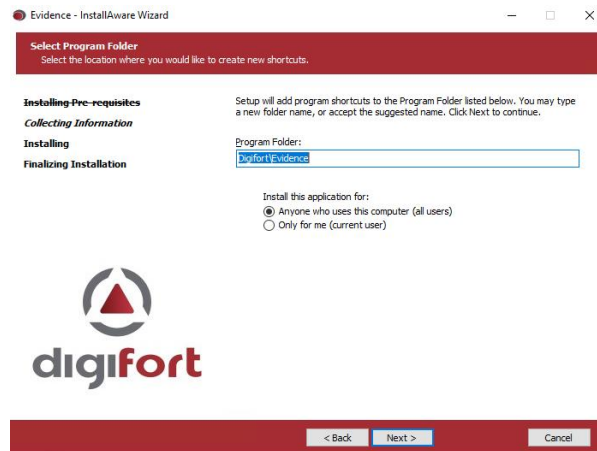 Evidence - InstallAware Wizard
Select Program Folder
Select the location where you would like to create new shortcuts.
Installing Pre-requisites
Collecting Information
Installing
Finalizing Installation
Setup will add program shortcuts to the Program Folder listed below. You may type
a new folder name, or accept the suggested name. Click Next to continue.
Program Folder:
Digifort\Evidence
Install this application for:
Anyone who uses this computer (all users)
Only for me (current user)
digifort
< Back
Next >
Cancel